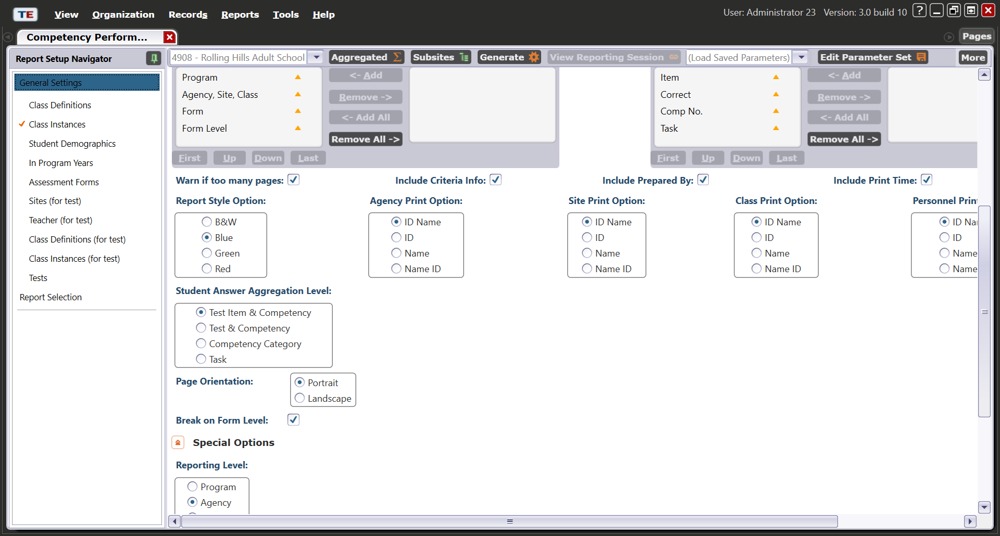 TE View Organization Records Reports Tools Help User: Administrator 23 Version: 3.0 build 10 ?
Competency Perform... Pages
Report Setup Navigator
4908 - Rolling Hills Adult School Aggregated Subsites Generate View Reporting Session (Load Saved Parameters) Edit Parameter Set More
General Settings
Class Definitions
Class Instances
Student Demographics
In Program Years
Assessment Forms
Sites (for test)
Teacher (for test)
Class Definitions (for test)
Class Instances (for test)
Tests
Report Selection
Program
Agency, Site, Class
Form
Form Level
<- Add
Remove ->
<- Add All
Remove All ->
First Up Down Last
Item
Correct
Comp No.
Task
<- Add
Remove ->
<- Add All
Remove All ->
First Up Down Last
Warn if too many pages: Include Criteria Info: Include Prepared By: Include Print Time:
Report Style Option:
B&W
Blue
Green
Red
Agency Print Option:
ID Name
ID
Name
Name ID
Site Print Option:
ID Name
ID
Name
Name ID
Class Print Option:
ID Name
ID
Name
Name ID
Personnel Prin
ID Na
ID
Name
Name
Student Answer Aggregation Level:
Test Item & Competency
Test & Competency
Competency Category
Task
Page Orientation:
Portrait
Landscape
Break on Form Level:
Special Options
Reporting Level:
Program
Agency